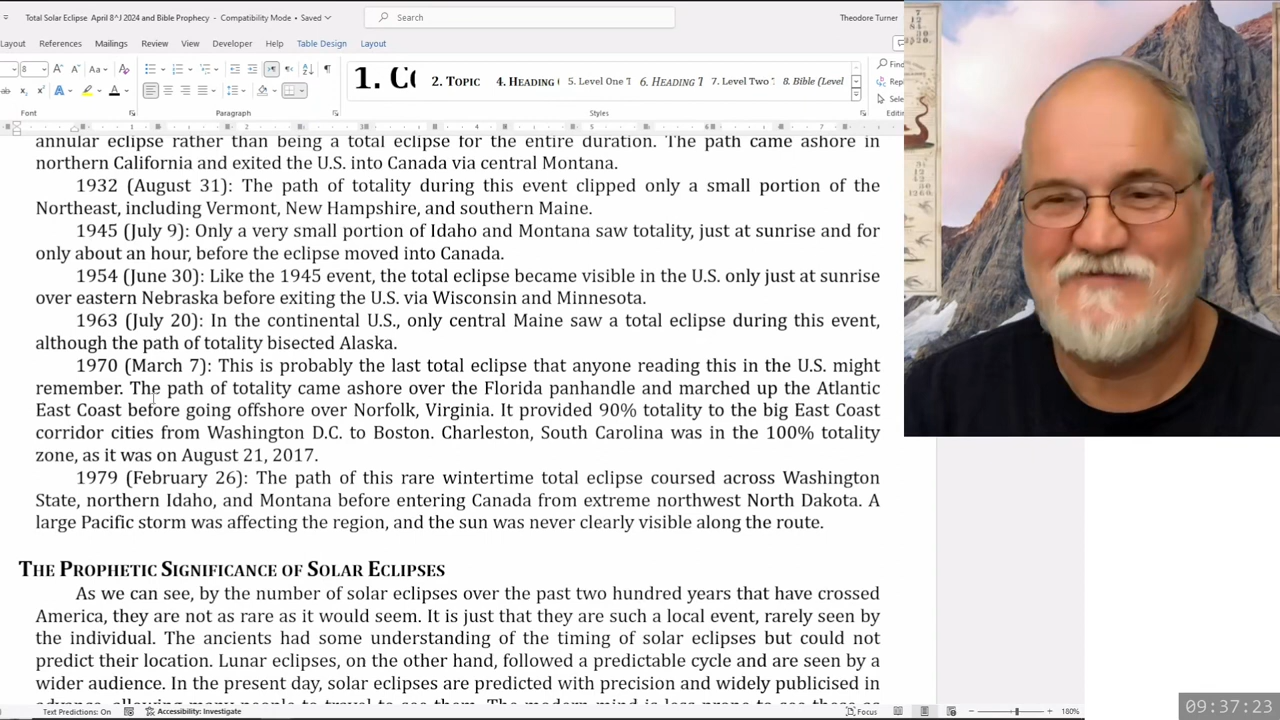 Total Solar Eclipse April 8^J 2024 and Bible Prophecy - Compatibility Mode • Saved
Search
Theodore Turner
Layout References Mailings Review View Developer Help Table Design Layout
8 A A Aa
Find
1. Co 2. Topic 4. Heading 5. Level One T 6. Heading T 7. Level Two 8. Bible (Level
Select
Font Paragraph Styles
annular eclipse rather than being a total eclipse for the entire duration. The path came ashore in
northern California and exited the U.S. into Canada via central Montana.
1932 (August 31): The path of totality during this event clipped only a small portion of the
Northeast, including Vermont, New Hampshire, and southern Maine.
1945 (July 9): Only a very small portion of Idaho and Montana saw totality, just at sunrise and for
only about an hour, before the eclipse moved into Canada.
1954 (June 30): Like the 1945 event, the total eclipse became visible in the U.S. only just at sunrise
over eastern Nebraska before exiting the U.S. via Wisconsin and Minnesota.
1963 (July 20): In the continental U.S., only central Maine saw a total eclipse during this event,
although the path of totality bisected Alaska.
1970 (March 7): This is probably the last total eclipse that anyone reading this in the U.S. might
remember. The path of totality came ashore over the Florida panhandle and marched up the Atlantic
East Coast before going offshore over Norfolk, Virginia. It provided 90% totality to the big East Coast
corridor cities from Washington D.C. to Boston. Charleston, South Carolina was in the 100% totality
zone, as it was on August 21, 2017.
1979 (February 26): The path of this rare wintertime total eclipse coursed across Washington
State, northern Idaho, and Montana before entering Canada from extreme northwest North Dakota. A
large Pacific storm was affecting the region, and the sun was never clearly visible along the route.
The Prophetic Significance of Solar Eclipses
As we can see, by the number of solar eclipses over the past two hundred years that have crossed
America, they are not as rare as it would seem. It is just that they are such a local event, rarely seen by
the individual. The ancients had some understanding of the timing of solar eclipses but could not
predict their location. Lunar eclipses, on the other hand, followed a predictable cycle and are seen by a
wider audience. In the present day, solar eclipses are predicted with precision and widely publicised in
Text Predictions: On Accessibility: Investigate Focus 180%
09:37:23